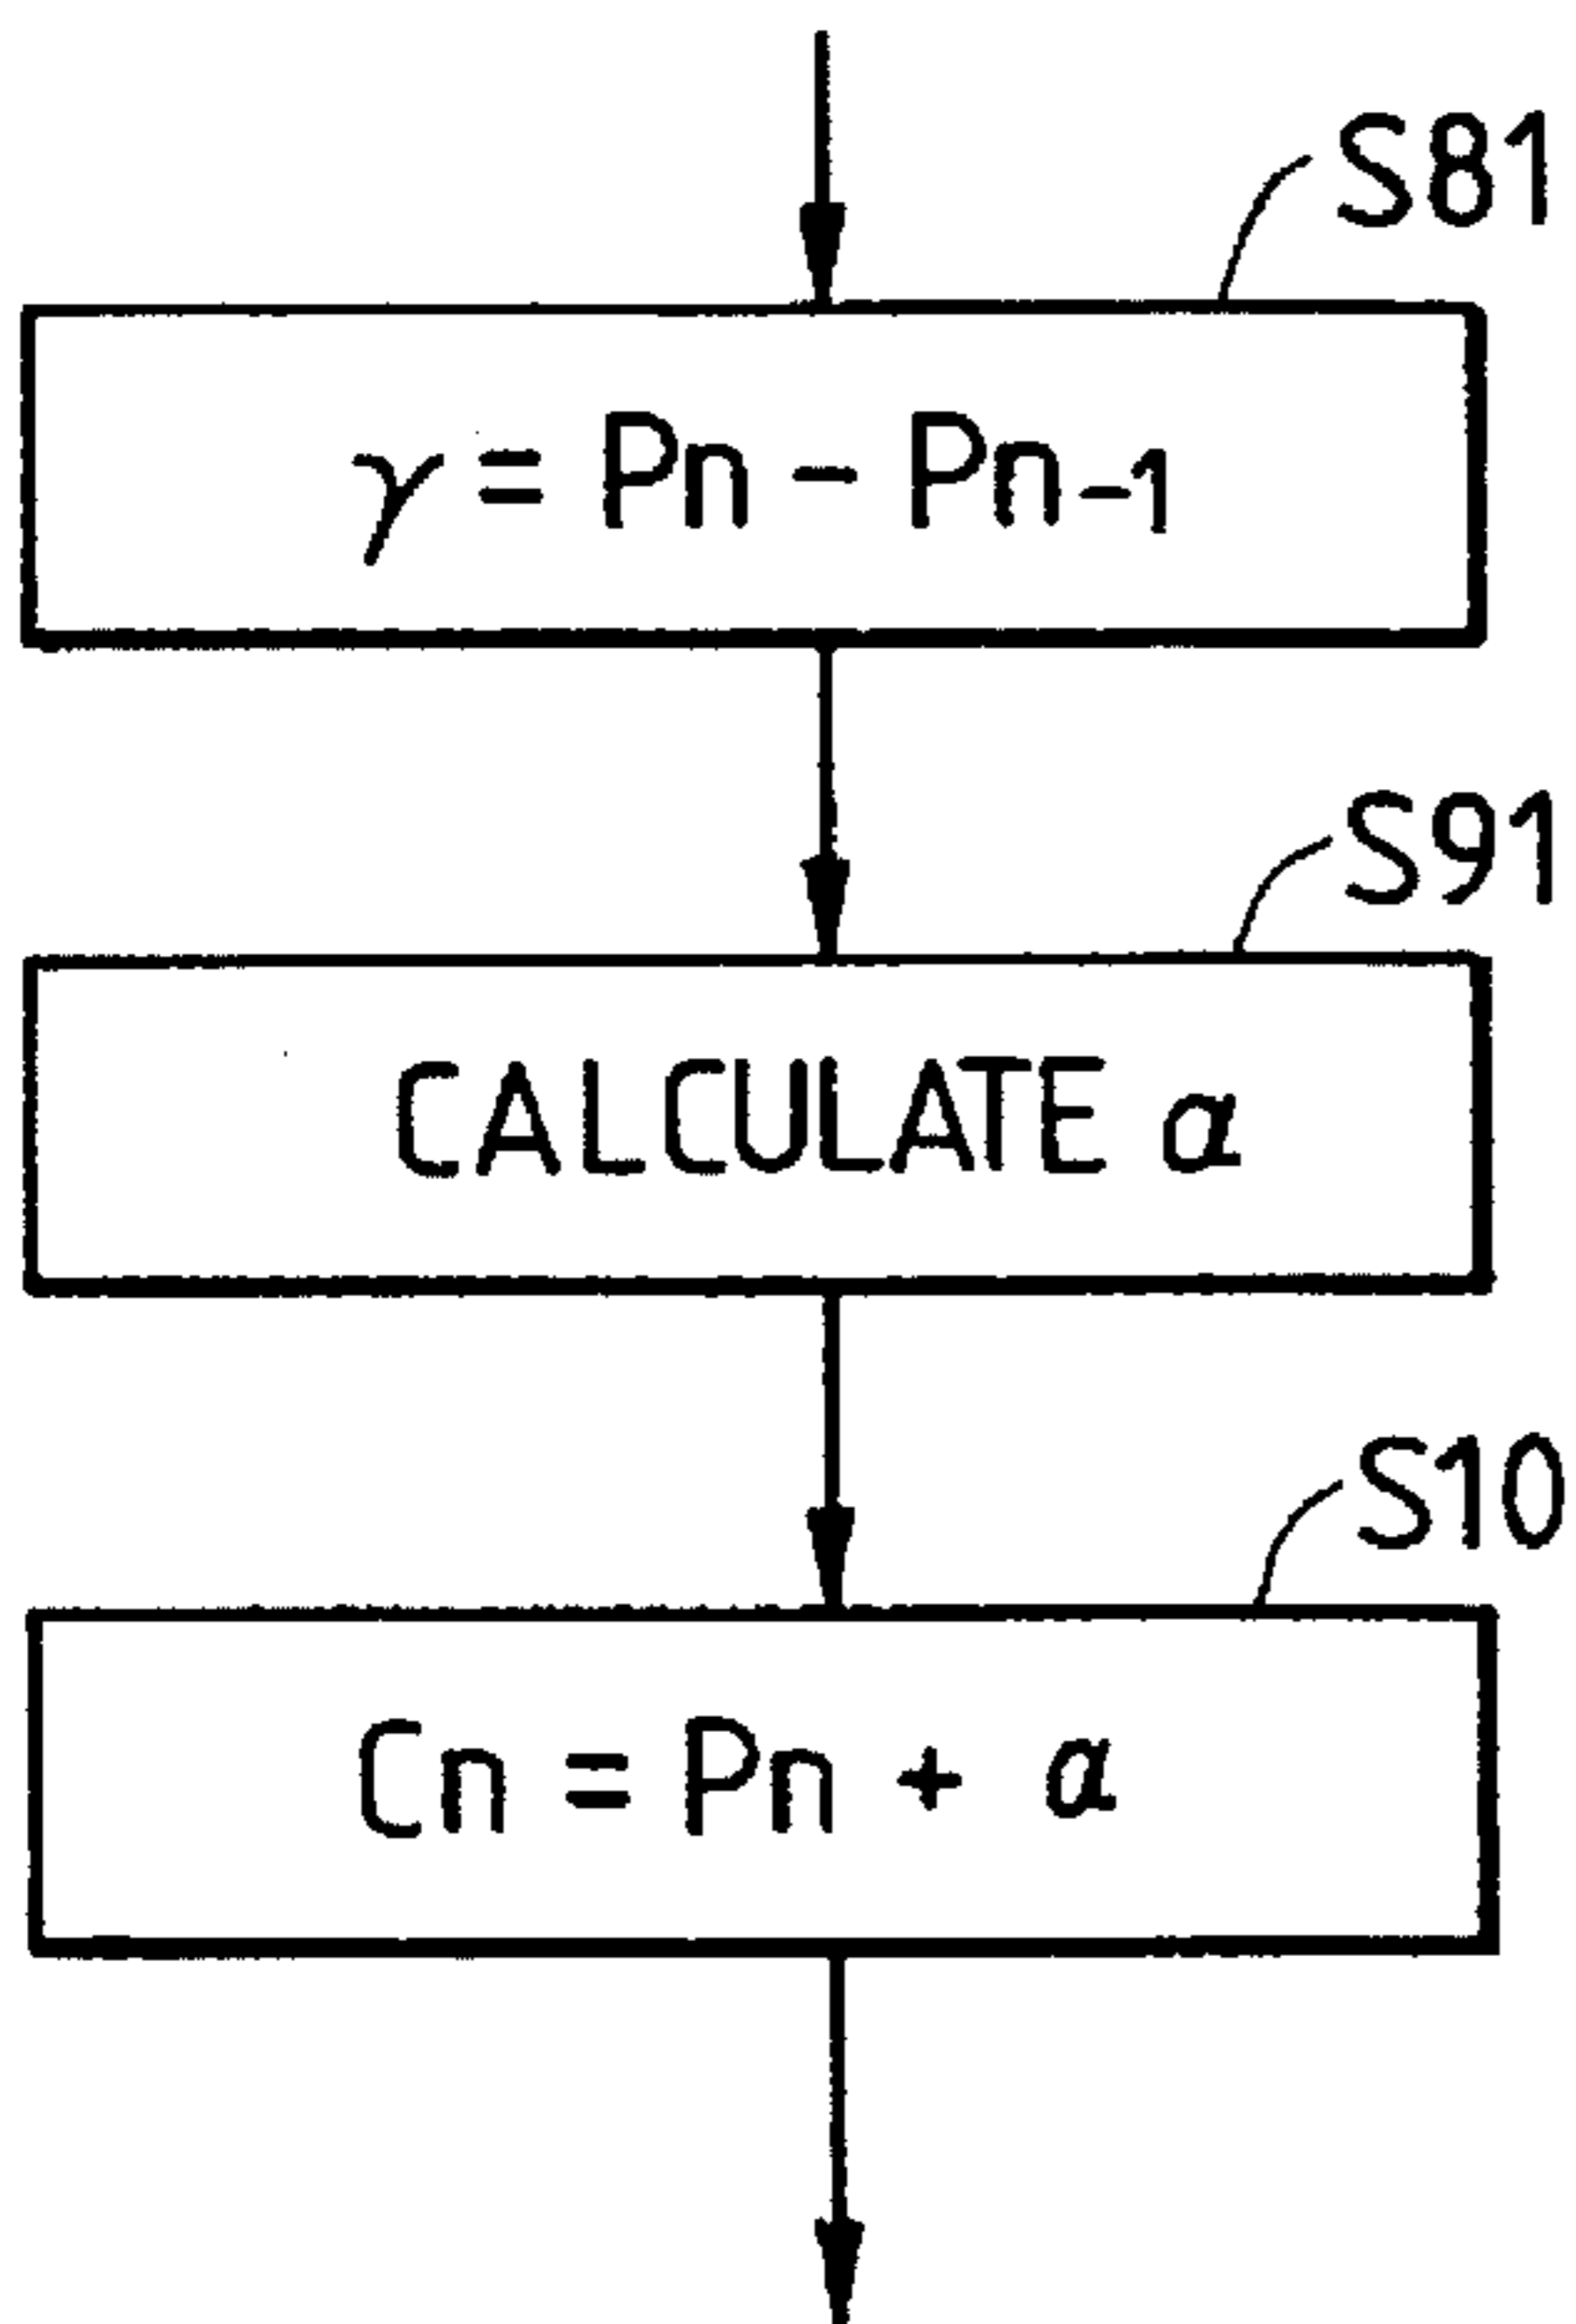 S81
γ = Pn - Pn-1
S91
CALCULATE α
S10
Cn = Pn + α